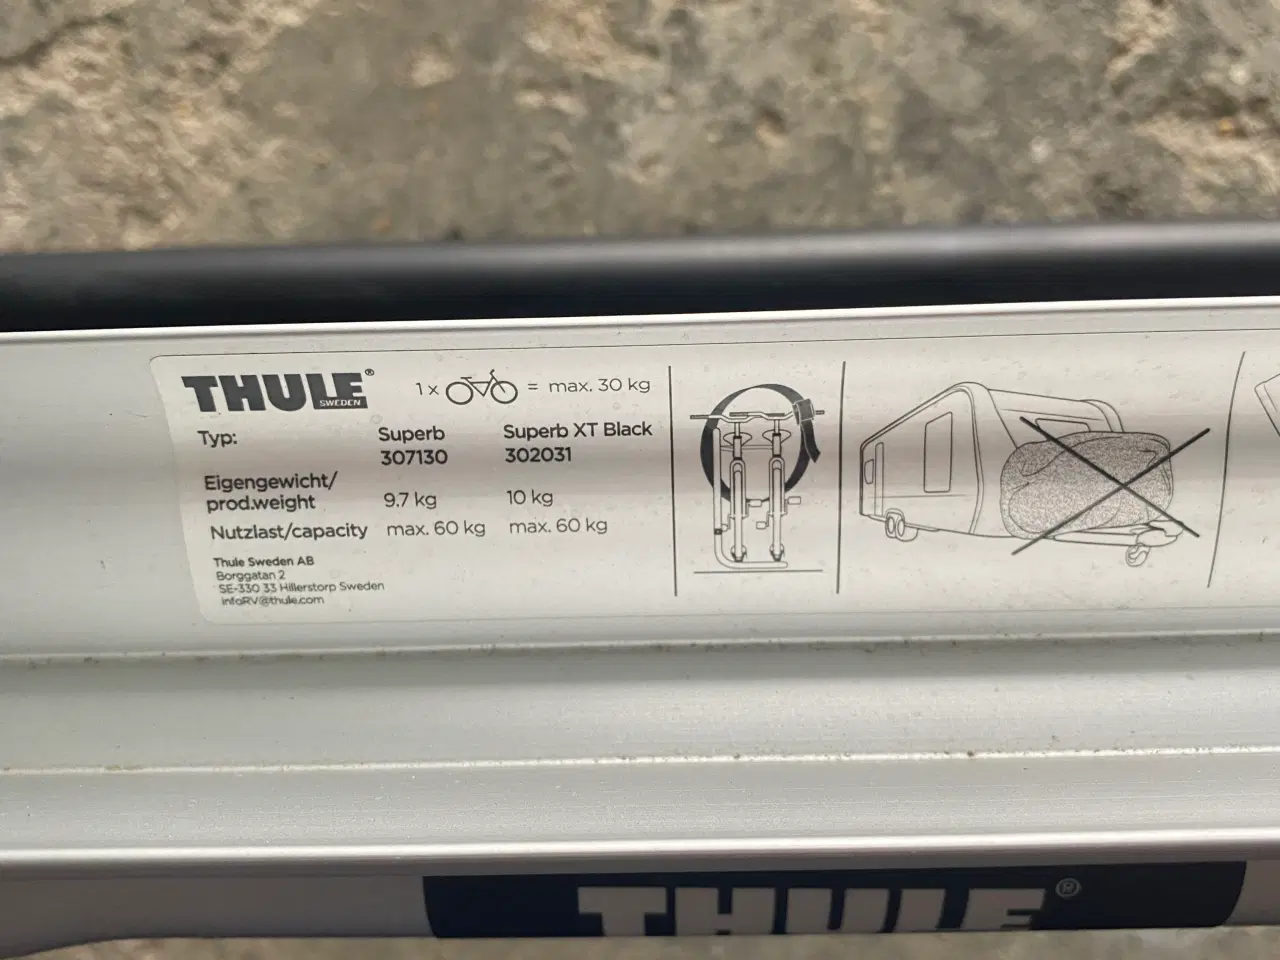 THULE®
SWEDEN
1 x = max. 30 kg
Typ: Superb Superb XT Black
307130 302031
Eigengewicht/
prod.weight 9.7 kg 10 kg
Nutzlast/capacity max. 60 kg max. 60 kg
Thule Sweden AB
Borggatan 2
SE-330 33 Hillerstorp Sweden
infoRV@thule.com
THULE®